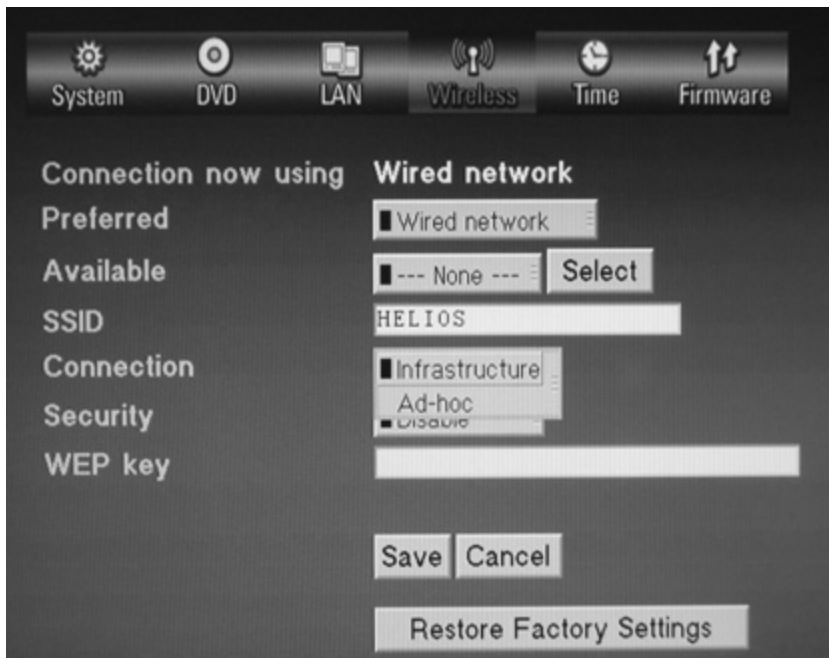 System DVD LAN Wireless Time Firmware
Connection now using Wired network
Preferred Wired network
Available --- None --- Select
SSID HELIOS
Connection Infrastructure
Ad-hoc
Security Disable
WEP key
Save Cancel
Restore Factory Settings